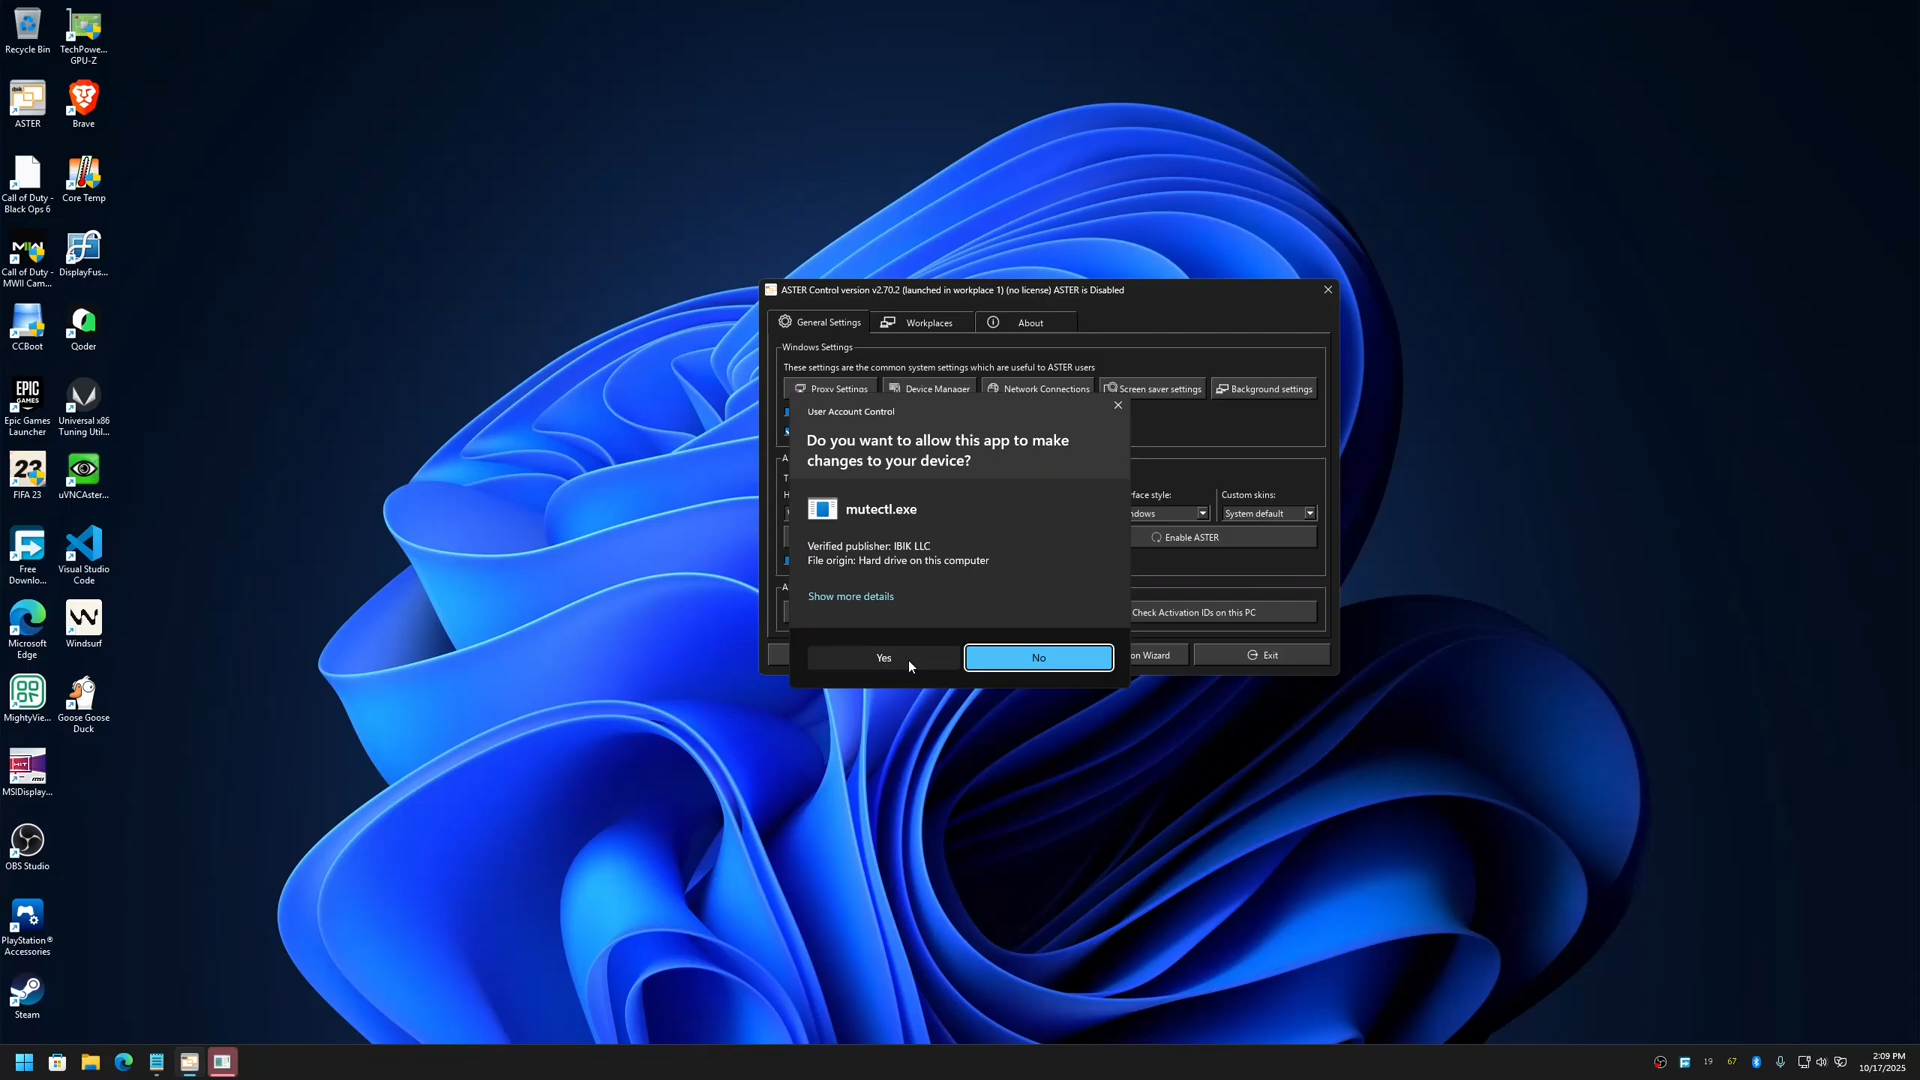 Recycle Bin
TechPowe...
GPU-Z
ASTER
Brave
Call of Duty -
Black Ops 6
Core Temp
Call of Duty -
MWII Cam...
DisplayFus...
CCBoot
Qoder
Epic Games
Launcher
Universal x86
Tuning Util...
FIFA 23
uVNCAster...
Free
Downlo...
Visual Studio
Code
Microsoft
Edge
Windsurf
MightyVie...
Goose Goose
Duck
MSIDisplay...
OBS Studio
PlayStation®
Accessories
Steam
ASTER Control version v2.70.2 (launched in workplace 1) (no license) ASTER is Disabled
General Settings
Workplaces
About
Windows Settings
These settings are the common system settings which are useful to ASTER users
Proxy Settings
Device Manager
Network Connections
Screen saver settings
Background settings
User Account Control
Do you want to allow this app to make
changes to your device?
mutectl.exe
Verified publisher: IBIK LLC
File origin: Hard drive on this computer
Show more details
Yes
No
rface style:
Custom skins:
ndows
System default
Enable ASTER
Check Activation IDs on this PC
on Wizard
Exit
19
67
2:09 PM
10/17/2025